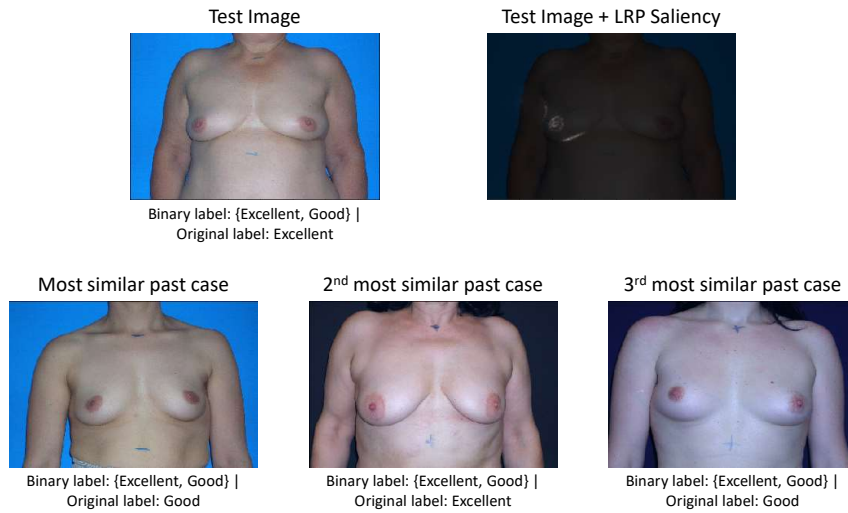 Test Image
Test Image + LRP Saliency
Binary label: {Excellent, Good} |
Original label: Excellent
Most similar past case
2nd most similar past case
3rd most similar past case
Binary label: {Excellent, Good} |
Original label: Good
Binary label: {Excellent, Good} |
Original label: Excellent
Binary label: {Excellent, Good} |
Original label: Good